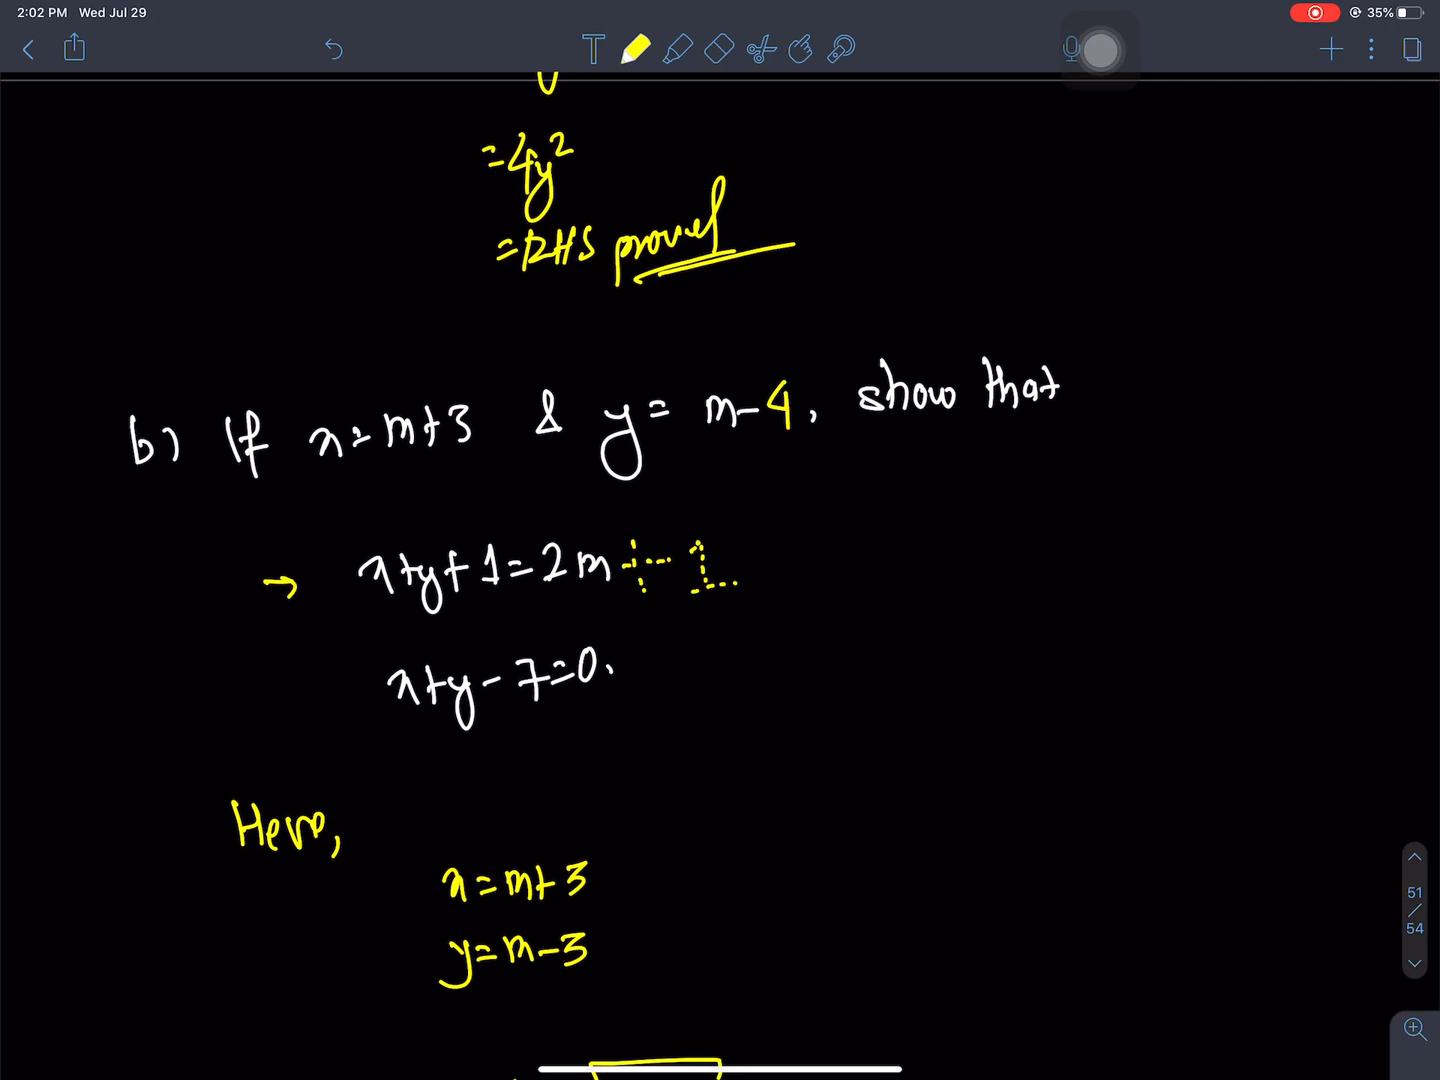 2:02 PM Wed Jul 29
35%
= 4y²
= RHS proved
b) If x = m + 3 & y = m - 4, show that
→ x + y + 1 = 2m
x + y - 7 = 0.
Here,
x = m + 3
y = m - 3
51
/
54